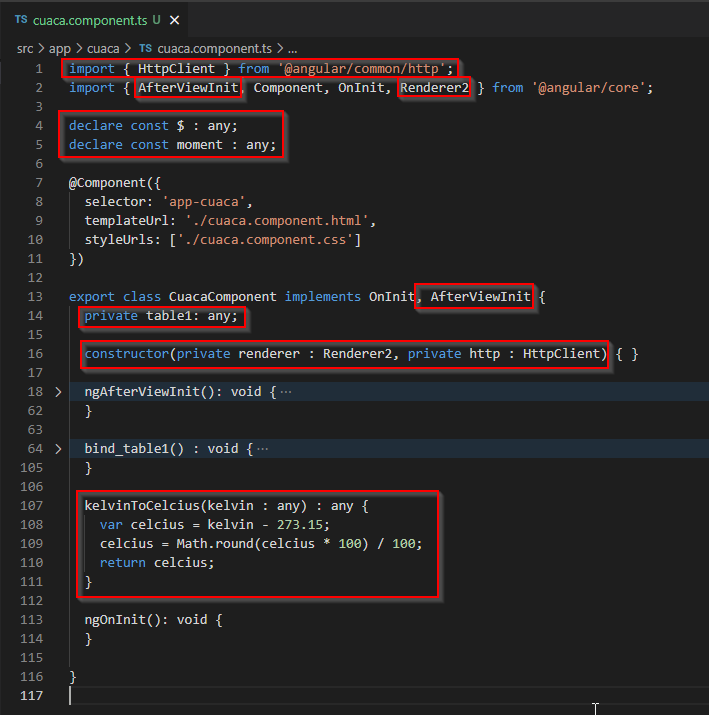 TS cuaca.component.ts U ✕
src > app > cuaca > TS cuaca.component.ts > ...
1 import { HttpClient } from '@angular/common/http';
2 import { AfterViewInit, Component, OnInit, Renderer2 } from '@angular/core';
3
4 declare const $ : any;
5 declare const moment : any;
6
7 @Component({
8   selector: 'app-cuaca',
9   templateUrl: './cuaca.component.html',
10   styleUrls: ['./cuaca.component.css']
11 })
12
13 export class CuacaComponent implements OnInit, AfterViewInit {
14   private table1: any;
15
16   constructor(private renderer : Renderer2, private http : HttpClient) { }
17
18 >   ngAfterViewInit(): void { ...
62   }
63
64 >   bind_table1() : void { ...
105   }
106
107   kelvinToCelcius(kelvin : any) : any {
108     var celcius = kelvin - 273.15;
109     celcius = Math.round(celcius * 100) / 100;
110     return celcius;
111   }
112
113   ngOnInit(): void {
114   }
115
116 }
117